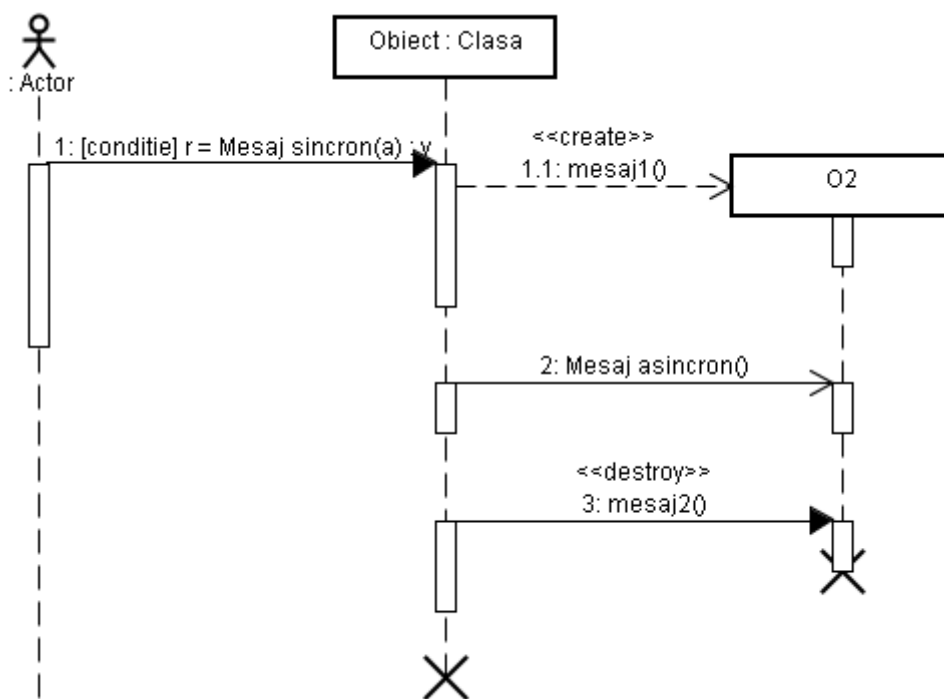 Obiect : Clasa
: Actor
1: [conditie] r = Mesaj sincron(a) : v
<<create>>
1.1: mesaj1()
O2
2: Mesaj asincron()
<<destroy>>
3: mesaj2()